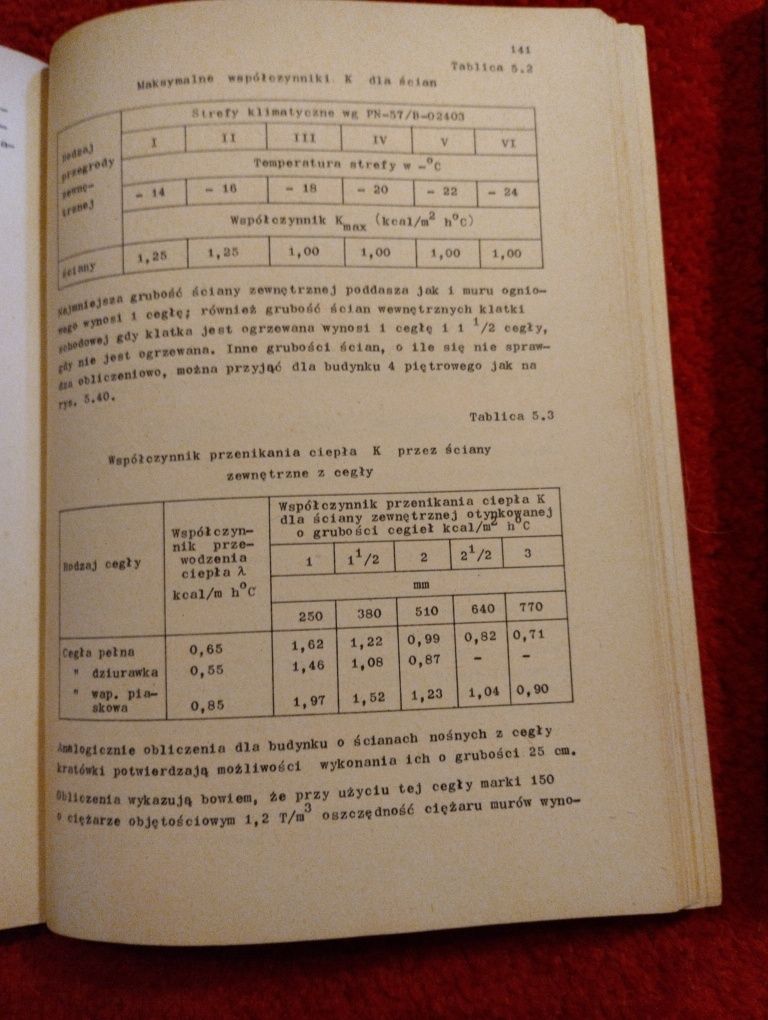 141
Tablica 5.2
Maksymalne współczynniki K dla ścian
Rodzaj przegrody zewnę-trznej
Strefy klimatyczne wg PN-57/B-02403
I II III IV V VI
Temperatura strefy w -°C
- 14 - 16 - 18 - 20 - 22 - 24
Współczynnik Kmax (kcal/m² h°C)
ściany 1,25 1,25 1,00 1,00 1,00 1,00
Najmniejsza grubość ściany zewnętrznej poddasza jak i muru ognio-
wego wynosi 1 cegłę; również grubość ścian wewnętrznych klatki
schodowej gdy klatka jest ogrzewana wynosi 1 cegłę i 1 1/2 cegły,
gdy nie jest ogrzewana. Inne grubości ścian, o ile się nie spraw-
dza obliczeniowo, można przyjąć dla budynku 4 piętrowego jak na
rys. 5.40.
Tablica 5.3
Współczynnik przenikania ciepła K przez ściany
zewnętrzne z cegły
Rodzaj cegły
Współczyn-
nik prze-
wodzenia
ciepła λ
kcal/m h°C
Współczynnik przenikania ciepła K
dla ściany zewnętrznej otynkowanej
o grubości cegieł kcal/m² h°C
1 1 1/2 2 2 1/2 3
mm
250 380 510 640 770
Cegła pełna 0,65 1,62 1,22 0,99 0,82 0,71
" dziurawka 0,55 1,46 1,08 0,87 - -
" wap. pia-
skowa 0,85 1,97 1,52 1,23 1,04 0,90
Analogicznie obliczenia dla budynku o ścianach nośnych z cegły
kratówki potwierdzają możliwości wykonania ich o grubości 25 cm.
Obliczenia wykazują bowiem, że przy użyciu tej cegły marki 150
o ciężarze objętościowym 1,2 T/m³ oszczędność ciężaru murów wyno-